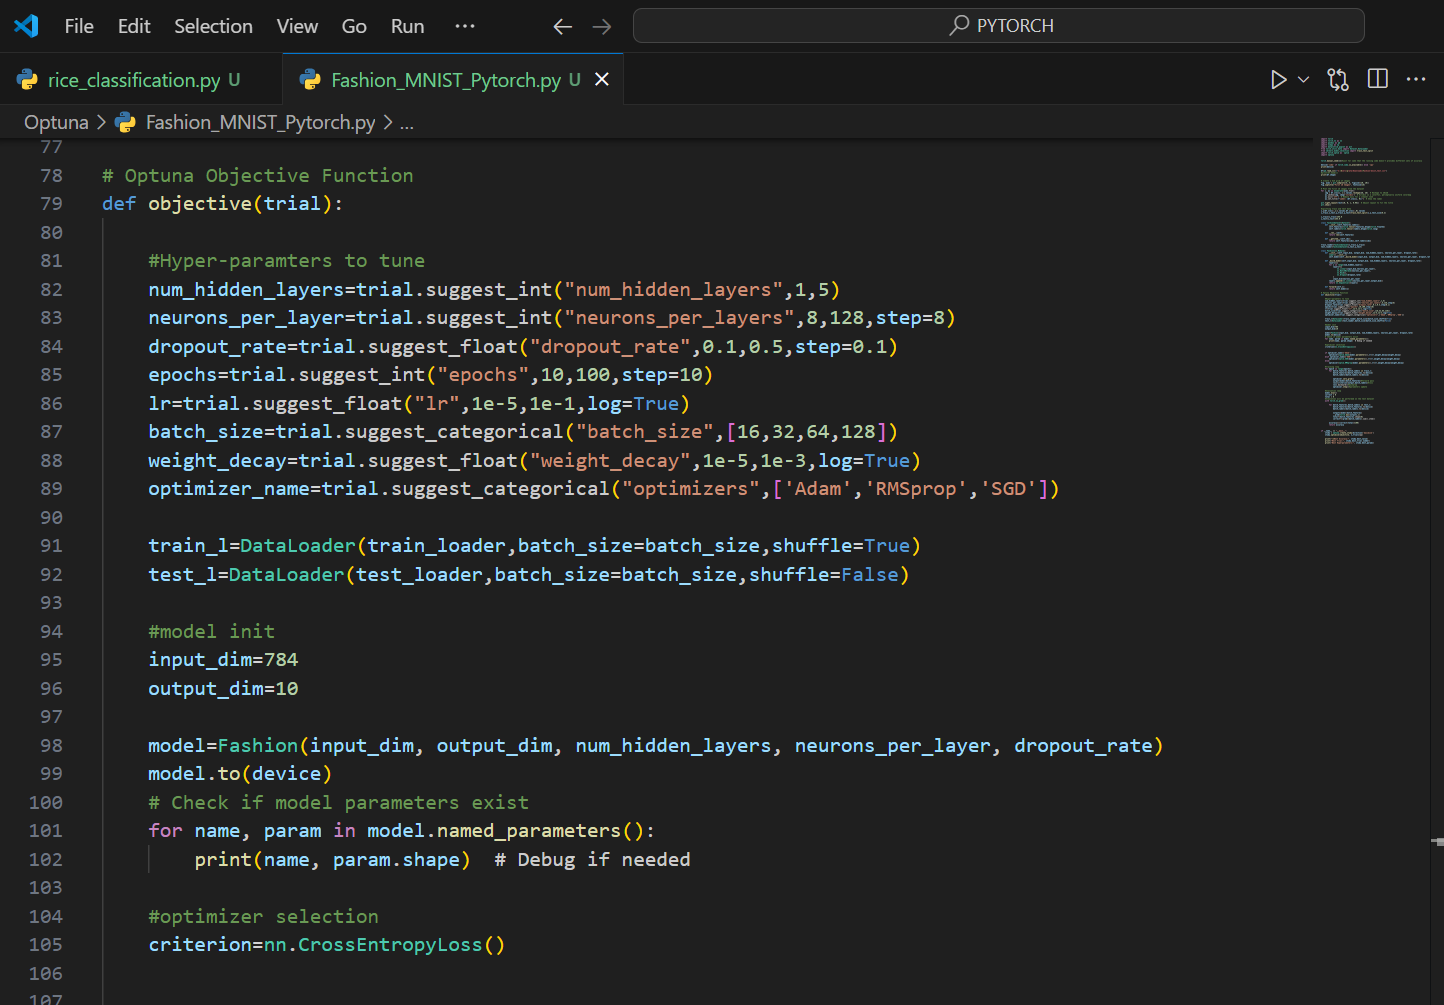 File Edit Selection View Go Run ···
PYTORCH
rice_classification.py U
Fashion_MNIST_Pytorch.py U
Optuna > Fashion_MNIST_Pytorch.py > ...
77
78 # Optuna Objective Function
79 def objective(trial):
80
81 #Hyper-paramters to tune
82 num_hidden_layers=trial.suggest_int("num_hidden_layers",1,5)
83 neurons_per_layer=trial.suggest_int("neurons_per_layers",8,128,step=8)
84 dropout_rate=trial.suggest_float("dropout_rate",0.1,0.5,step=0.1)
85 epochs=trial.suggest_int("epochs",10,100,step=10)
86 lr=trial.suggest_float("lr",1e-5,1e-1,log=True)
87 batch_size=trial.suggest_categorical("batch_size",[16,32,64,128])
88 weight_decay=trial.suggest_float("weight_decay",1e-5,1e-3,log=True)
89 optimizer_name=trial.suggest_categorical("optimizers",['Adam','RMSprop','SGD'])
90
91 train_l=DataLoader(train_loader,batch_size=batch_size,shuffle=True)
92 test_l=DataLoader(test_loader,batch_size=batch_size,shuffle=False)
93
94 #model init
95 input_dim=784
96 output_dim=10
97
98 model=Fashion(input_dim, output_dim, num_hidden_layers, neurons_per_layer, dropout_rate)
99 model.to(device)
100 # Check if model parameters exist
101 for name, param in model.named_parameters():
102 print(name, param.shape)  # Debug if needed
103
104 #optimizer selection
105 criterion=nn.CrossEntropyLoss()
106
107